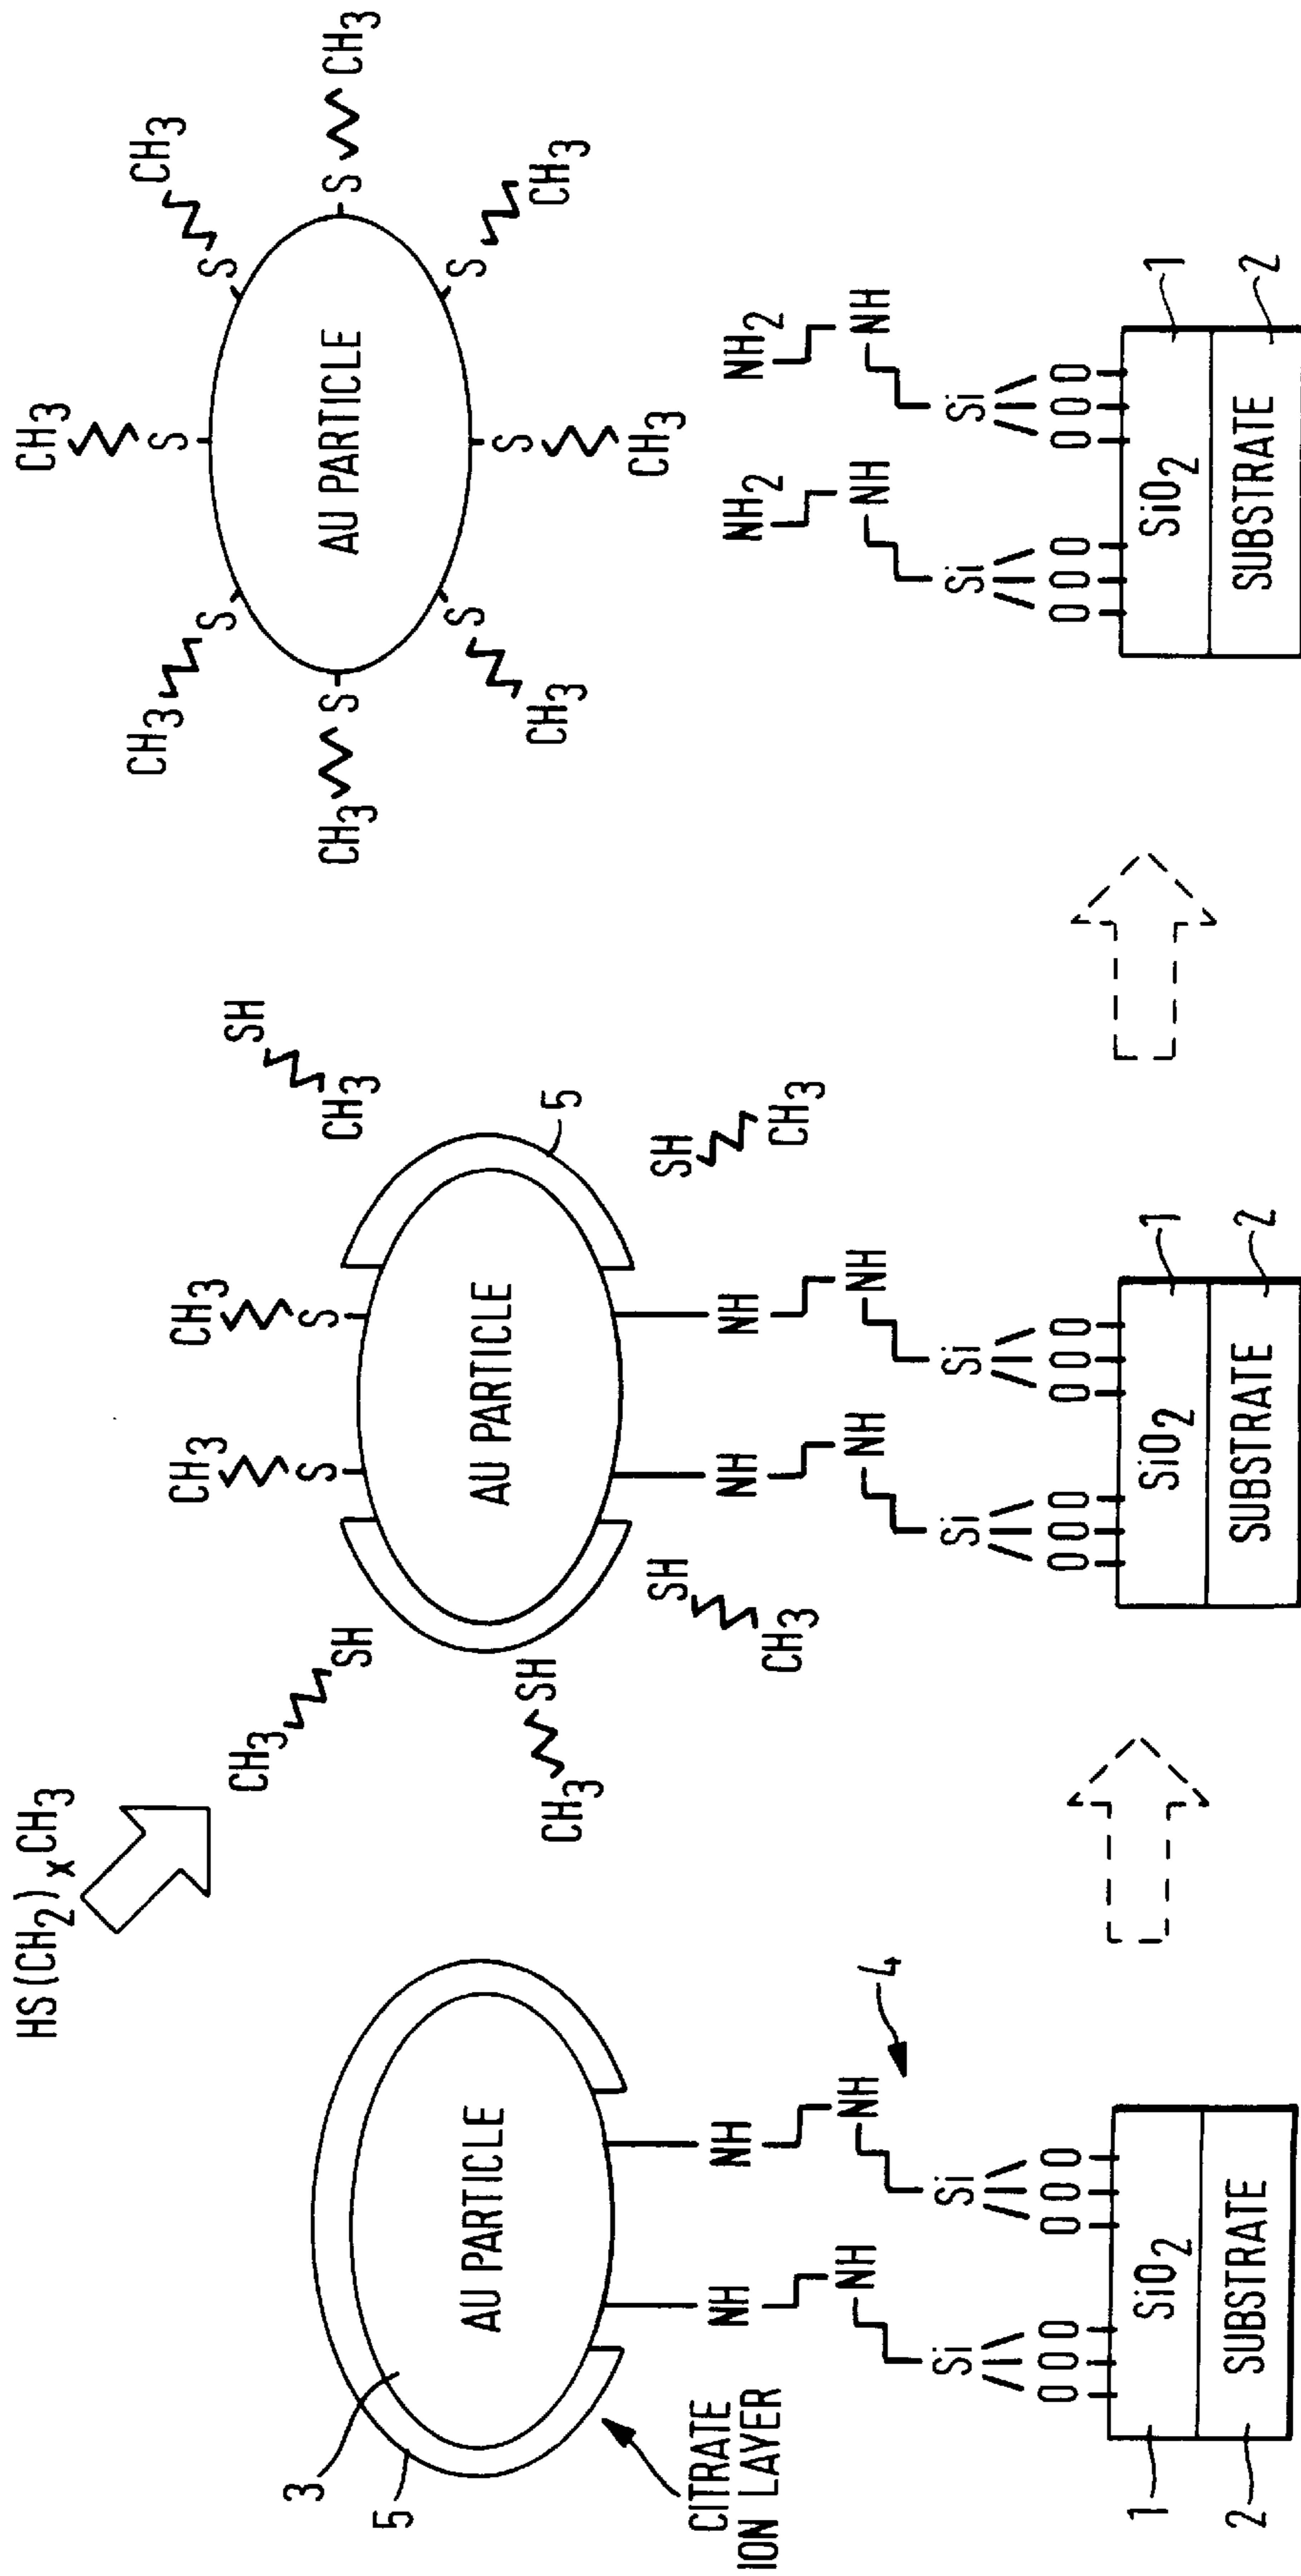 HS(CH2)xCH3
3
5
CITRATE
ION LAYER
AU PARTICLE
NH
NH
NH
NH
4
Si
Si
O O O
O O O
1
SiO2
2
SUBSTRATE
CH3
SH
CH3
SH
CH3
SH
CH3
S
CH3
S
SH
CH3
SH
CH3
5
AU PARTICLE
NH
NH
NH
NH
Si
Si
O O O
O O O
SiO2
1
SUBSTRATE
2
CH3
S
CH3
S
CH3
S
CH3
S
AU PARTICLE
S
CH3
S
CH3
S
CH3
S
CH3
NH2
NH2
NH
NH
Si
Si
O O O
O O O
SiO2
1
SUBSTRATE
2